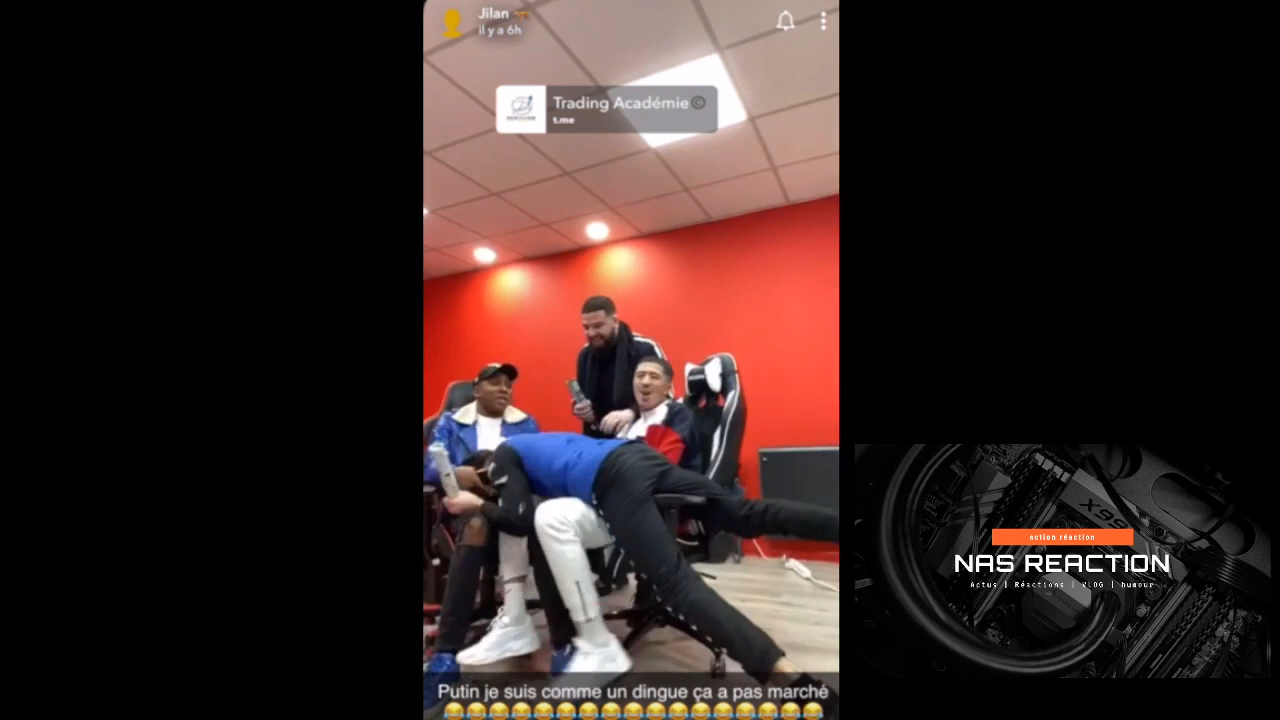 Jilan
il y a 6h
Trading Académie©
t.me
X99
action réaction
NAS REACTION
Actus | Réactions | VLOG | humour
Putin je suis comme un dingue ça a pas marché
😂😂😂😂😂😂😂😂😂😂😂😂😂😂😂😂😂